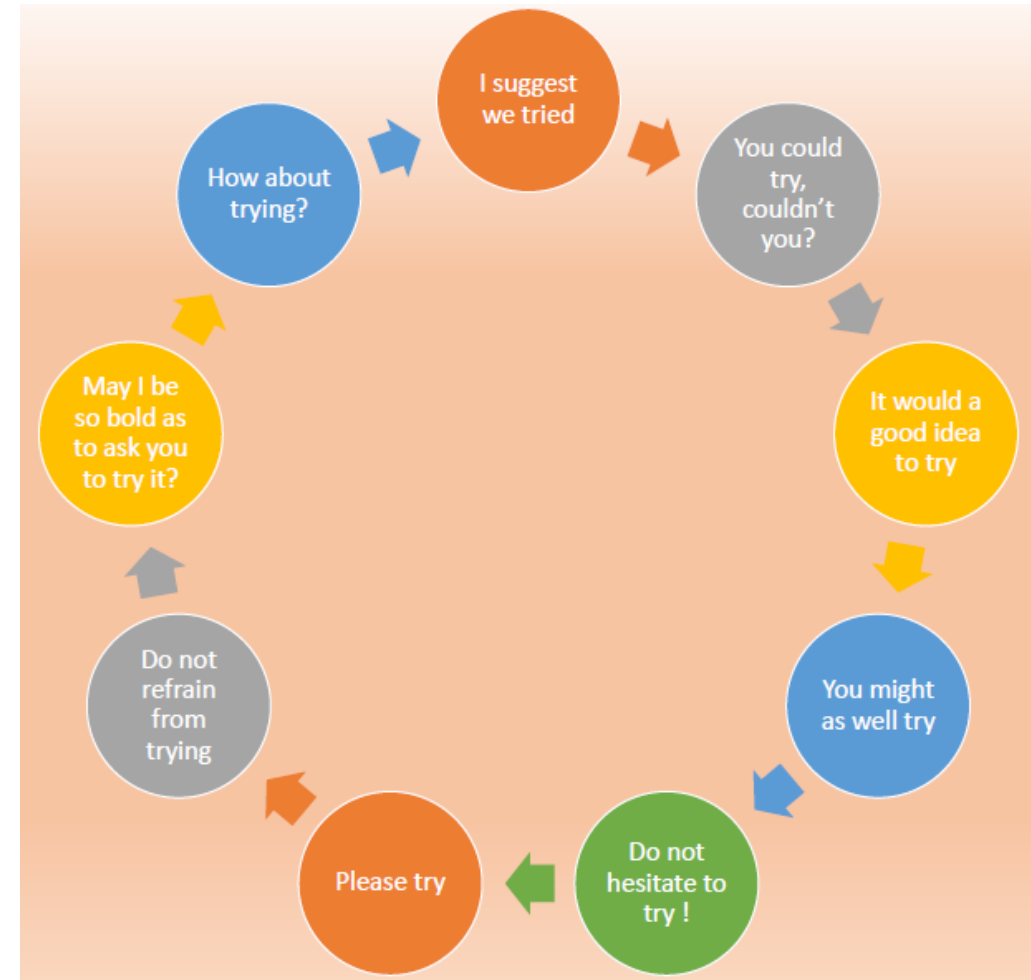 I suggest
we tried
You could
try,
couldn’t
you?
It would a
good idea
to try
You might
as well try
Do not
hesitate to
try !
Please try
Do not
refrain
from
trying
May I be
so bold as
to ask you
to try it?
How about
trying?